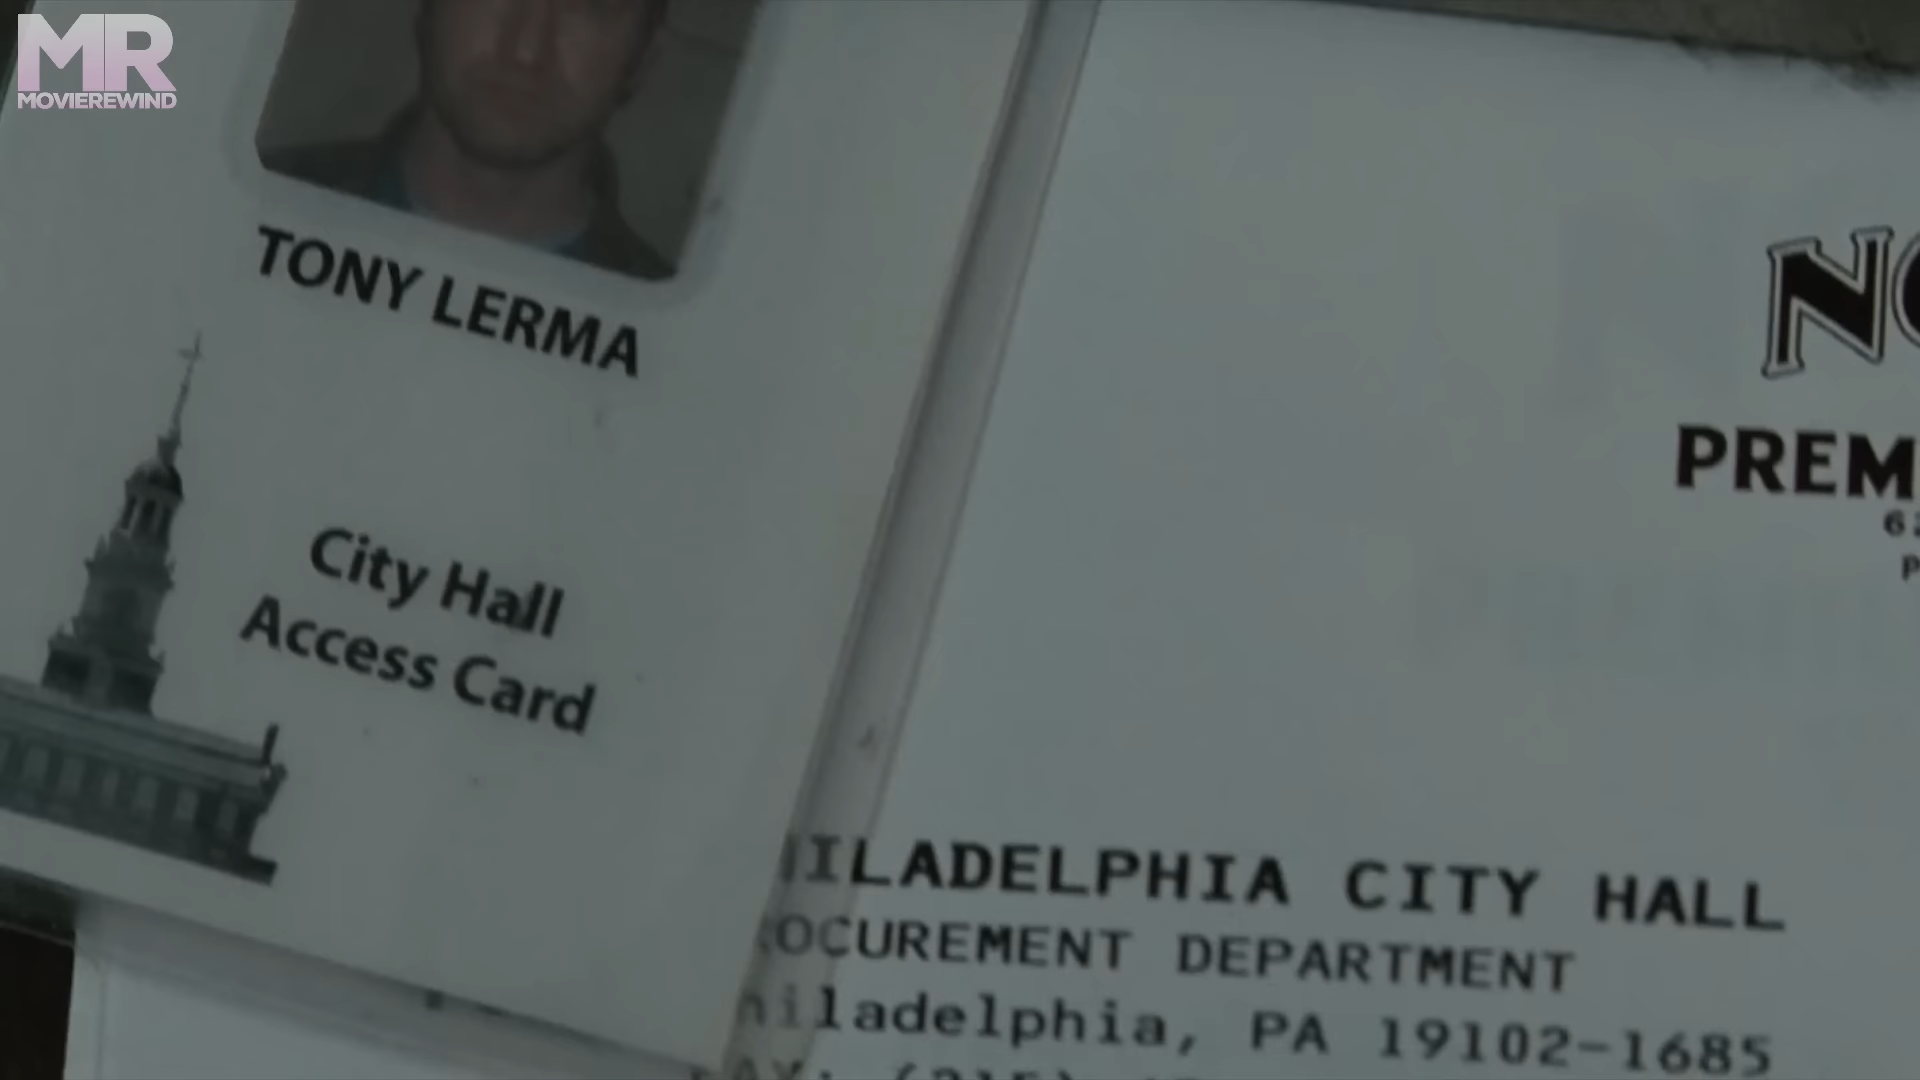 MR
MOVIEREWIND
TONY LERMA
City Hall
Access Card
PREM
ILADELPHIA CITY HALL
OCUREMENT DEPARTMENT
iladelphia, PA 19102-1685